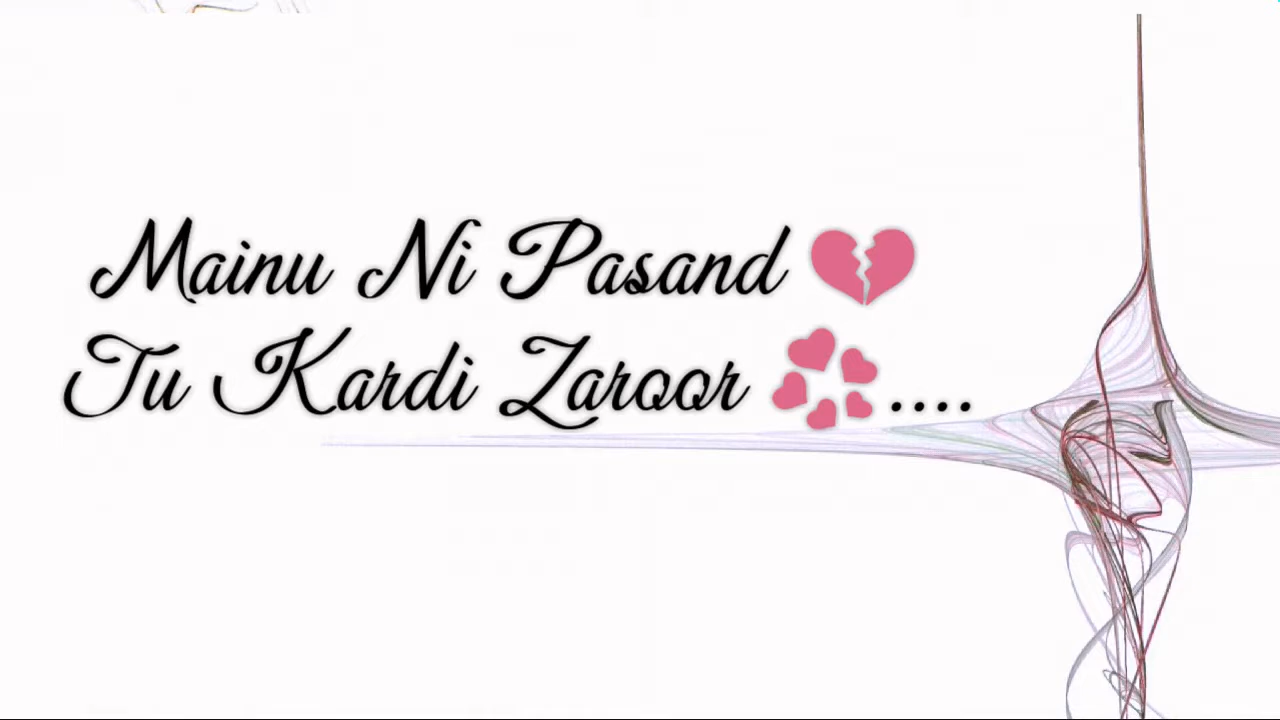 Mainu Ni Pasand 💔
Tu Kardi Zaroor 💞....